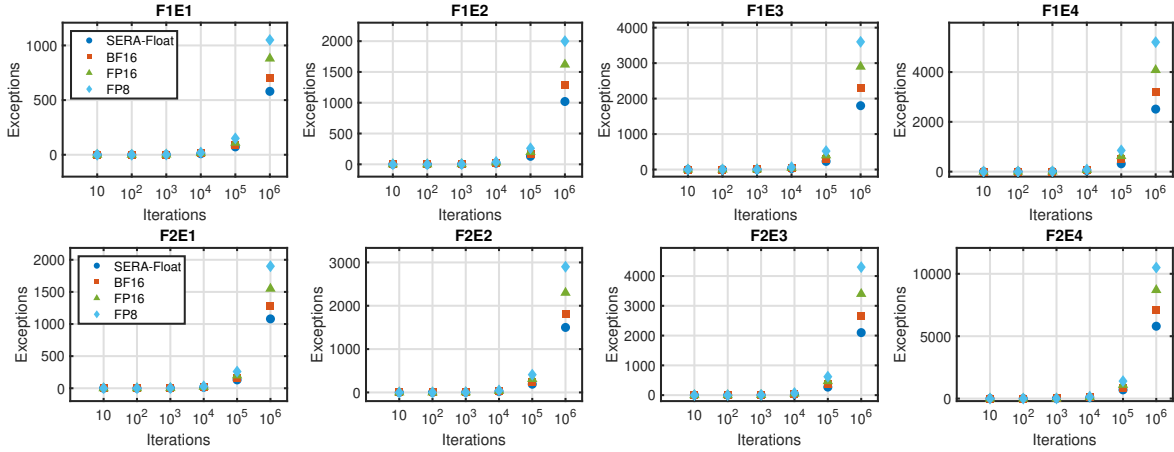 F1E1
Exceptions
1000
500
0
SERA-Float
BF16
FP16
FP8
10 10² 10³ 10⁴ 10⁵ 10⁶
Iterations
F1E2
Exceptions
2000
1500
1000
500
0
10 10² 10³ 10⁴ 10⁵ 10⁶
Iterations
F1E3
Exceptions
4000
3000
2000
1000
0
10 10² 10³ 10⁴ 10⁵ 10⁶
Iterations
F1E4
Exceptions
4000
2000
0
10 10² 10³ 10⁴ 10⁵ 10⁶
Iterations
F2E1
Exceptions
2000
1500
1000
500
0
SERA-Float
BF16
FP16
FP8
10 10² 10³ 10⁴ 10⁵ 10⁶
Iterations
F2E2
Exceptions
3000
2000
1000
0
10 10² 10³ 10⁴ 10⁵ 10⁶
Iterations
F2E3
Exceptions
4000
3000
2000
1000
0
10 10² 10³ 10⁴ 10⁵ 10⁶
Iterations
F2E4
Exceptions
10000
5000
0
10 10² 10³ 10⁴ 10⁵ 10⁶
Iterations